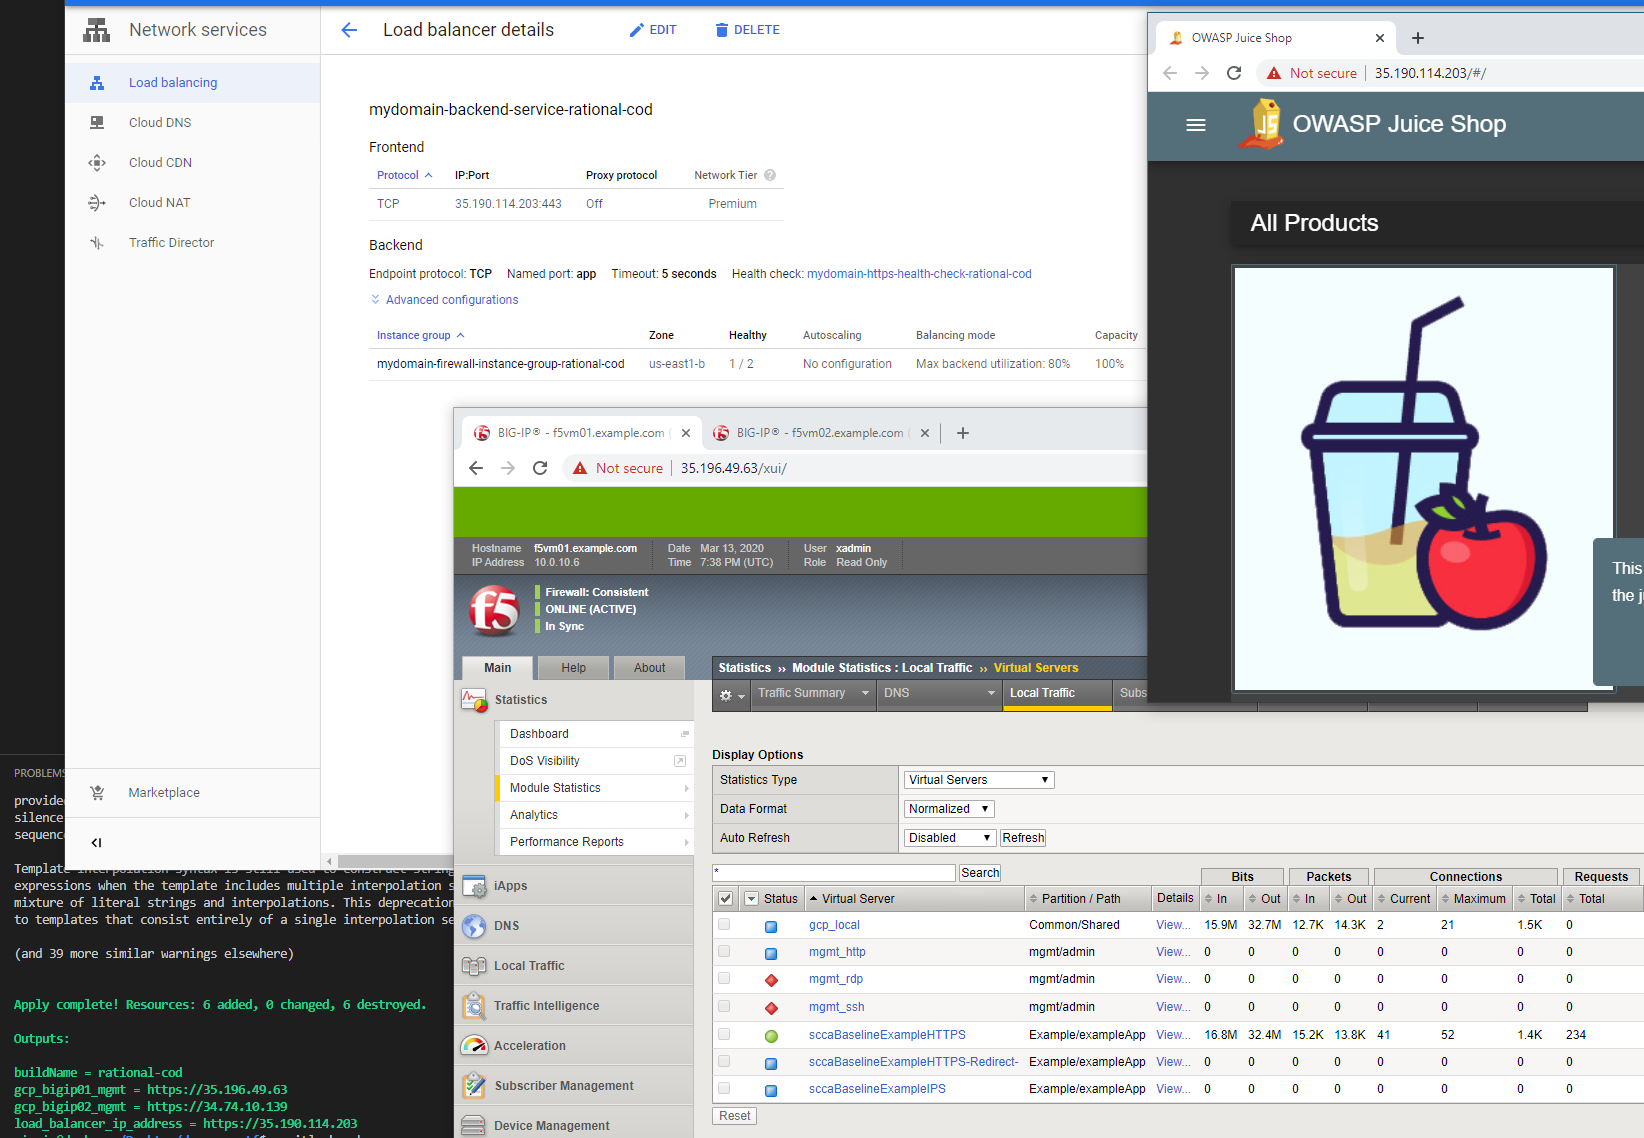 Network services
Load balancing
Cloud DNS
Cloud CDN
Cloud NAT
Traffic Director
Marketplace
Load balancer details
EDIT
DELETE
mydomain-backend-service-rational-cod
Frontend
Protocol IP:Port Proxy protocol Network Tier
TCP 35.190.114.203:443 Off Premium
Backend
Endpoint protocol: TCP Named port: app Timeout: 5 seconds Health check: mydomain-https-health-check-rational-cod
Advanced configurations
Instance group Zone Healthy Autoscaling Balancing mode Capacity
mydomain-firewall-instance-group-rational-cod us-east1-b 1 / 2 No configuration Max backend utilization: 80% 100%
OWASP Juice Shop
Not secure 35.190.114.203/#/
JS
OWASP Juice Shop
All Products
This
the j
BIG-IP® - f5vm01.example.com (
BIG-IP® - f5vm02.example.com (
Not secure 35.196.49.63/xui/
Hostname f5vm01.example.com Date Mar 13, 2020 User xadmin
IP Address 10.0.10.6 Time 7:38 PM (UTC) Role Read Only
f5
Firewall: Consistent
ONLINE (ACTIVE)
In Sync
Main Help About
Statistics
Dashboard
DoS Visibility
Module Statistics
Analytics
Performance Reports
iApps
DNS
Local Traffic
Traffic Intelligence
Acceleration
Subscriber Management
Device Management
Statistics ›› Module Statistics : Local Traffic ›› Virtual Servers
Traffic Summary DNS Local Traffic Subs
Display Options
Statistics Type Virtual Servers
Data Format Normalized
Auto Refresh Disabled Refresh
* Search
Bits Packets Connections Requests
Status Virtual Server Partition / Path Details In Out In Out Current Maximum Total Total
gcp_local Common/Shared View... 15.9M 32.7M 12.7K 14.3K 2 21 1.5K 0
mgmt_http mgmt/admin View... 0 0 0 0 0 0 0 0
mgmt_rdp mgmt/admin View... 0 0 0 0 0 0 0 0
mgmt_ssh mgmt/admin View... 0 0 0 0 0 0 0 0
sccaBaselineExampleHTTPS Example/exampleApp View... 16.8M 32.4M 15.2K 13.8K 41 52 1.4K 234
sccaBaselineExampleHTTPS-Redirect- Example/exampleApp View... 0 0 0 0 0 0 0 0
sccaBaselineExampleIPS Example/exampleApp View... 0 0 0 0 0 0 0 0
Reset
PROBLEMS
provide
silence
sequenc
Template interpolation syntax is still used to construct string
expressions when the template includes multiple interpolation s
mixture of literal strings and interpolations. This deprecation
to templates that consist entirely of a single interpolation se
(and 39 more similar warnings elsewhere)
Apply complete! Resources: 6 added, 0 changed, 6 destroyed.
Outputs:
buildName = rational-cod
gcp_bigip01_mgmt = https://35.196.49.63
gcp_bigip02_mgmt = https://34.74.10.139
load_balancer_ip_address = https://35.190.114.203